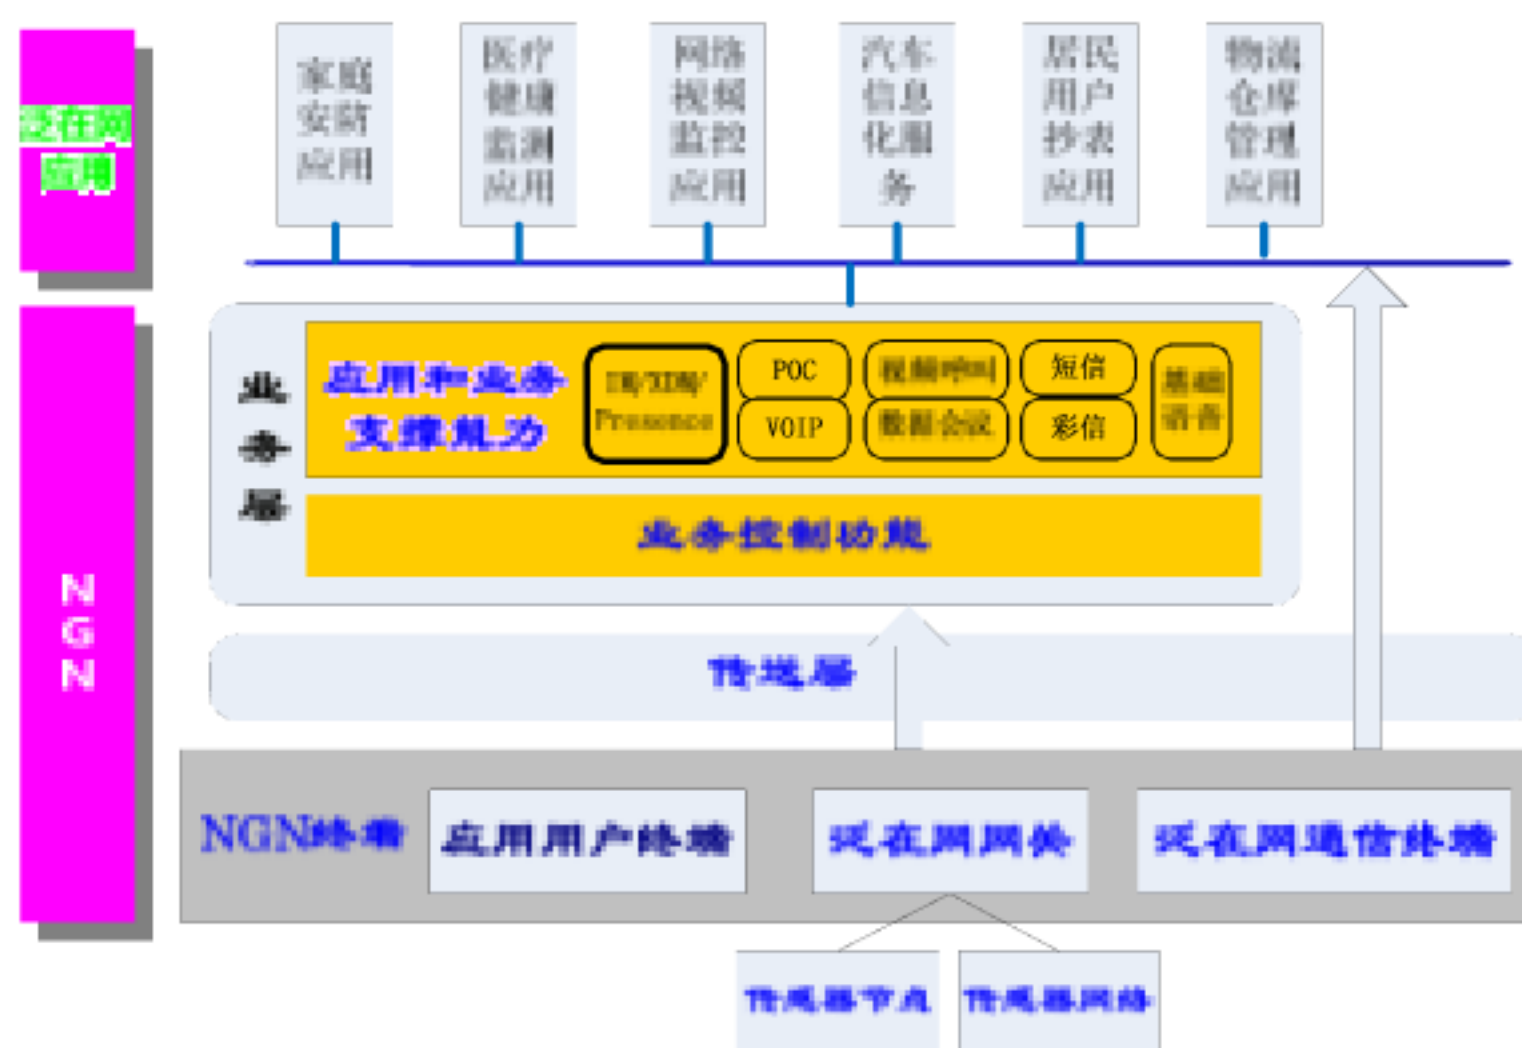 泛在网
应用
家庭
安防
应用
医疗
健康
监测
应用
网络
视频
监控
应用
汽车
信息
化服
务
居民
用户
抄表
应用
物流
仓库
管理
应用
N
G
N
业
务
层
应用和业务
支撑能力
IM/XDM/
Presence
POC
VOIP
视频呼叫
数据会议
短信
彩信
基础
语音
业务控制功能
传送层
NGN终端
应用用户终端
泛在网网关
泛在网通信终端
传感器节点
传感器网络